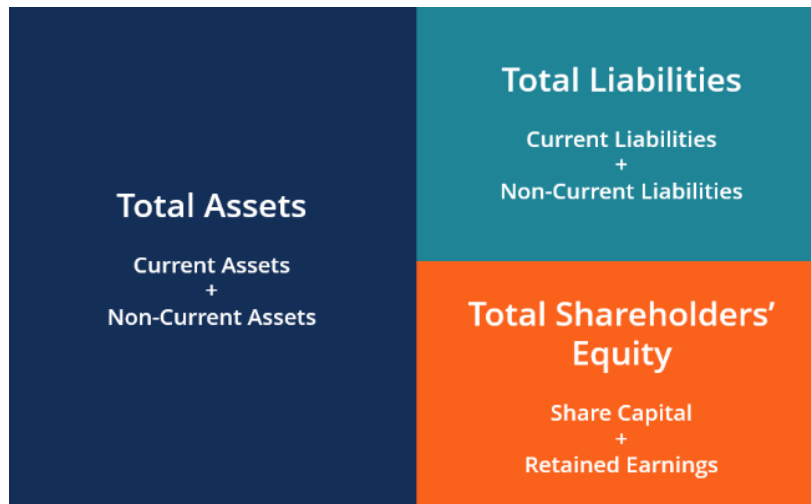 Total Assets
Current Assets
+
Non-Current Assets
Total Liabilities
Current Liabilities
+
Non-Current Liabilities
Total Shareholders’
Equity
Share Capital
+
Retained Earnings